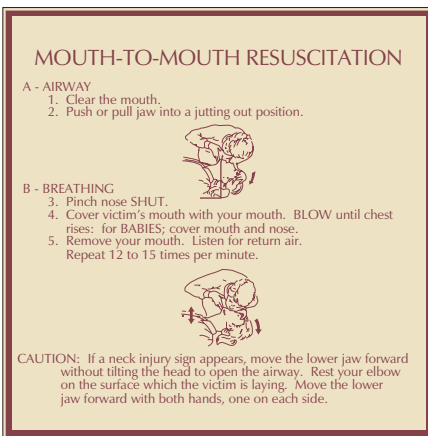 MOUTH-TO-MOUTH RESUSCITATION
A - AIRWAY
1. Clear the mouth.
2. Push or pull jaw into a jutting out position.
B - BREATHING
3. Pinch nose SHUT.
4. Cover victim's mouth with your mouth. BLOW until chest
rises: for BABIES; cover mouth and nose.
5. Remove your mouth. Listen for return air.
Repeat 12 to 15 times per minute.
CAUTION: If a neck injury sign appears, move the lower jaw forward
without tilting the head to open the airway. Rest your elbow
on the surface which the victim is laying. Move the lower
jaw forward with both hands, one on each side.